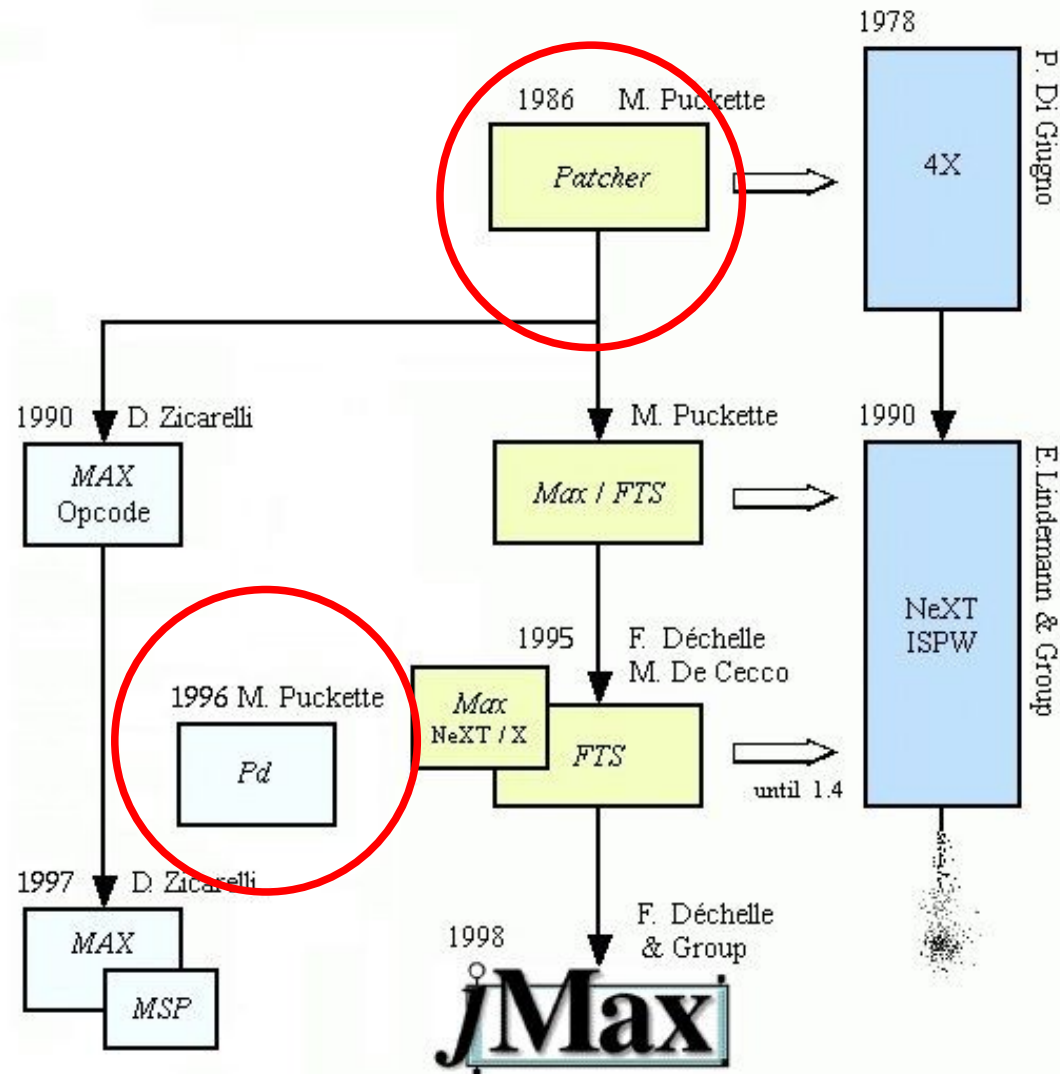 1978
P. Di Giugno
1986 M. Puckette
Patcher
4X
1990 D. Zicarelli
M. Puckette
1990
MAX
Opcode
Max / FTS
E.Lindemann & Group
NeXT
ISPW
1995 F. Déchelle
M. De Cecco
1996 M. Puckette
Max
NeXT / X
Pd
FTS
until 1.4
1997 D. Zicarelli
MAX
MSP
F. Déchelle
& Group
1998
jMax